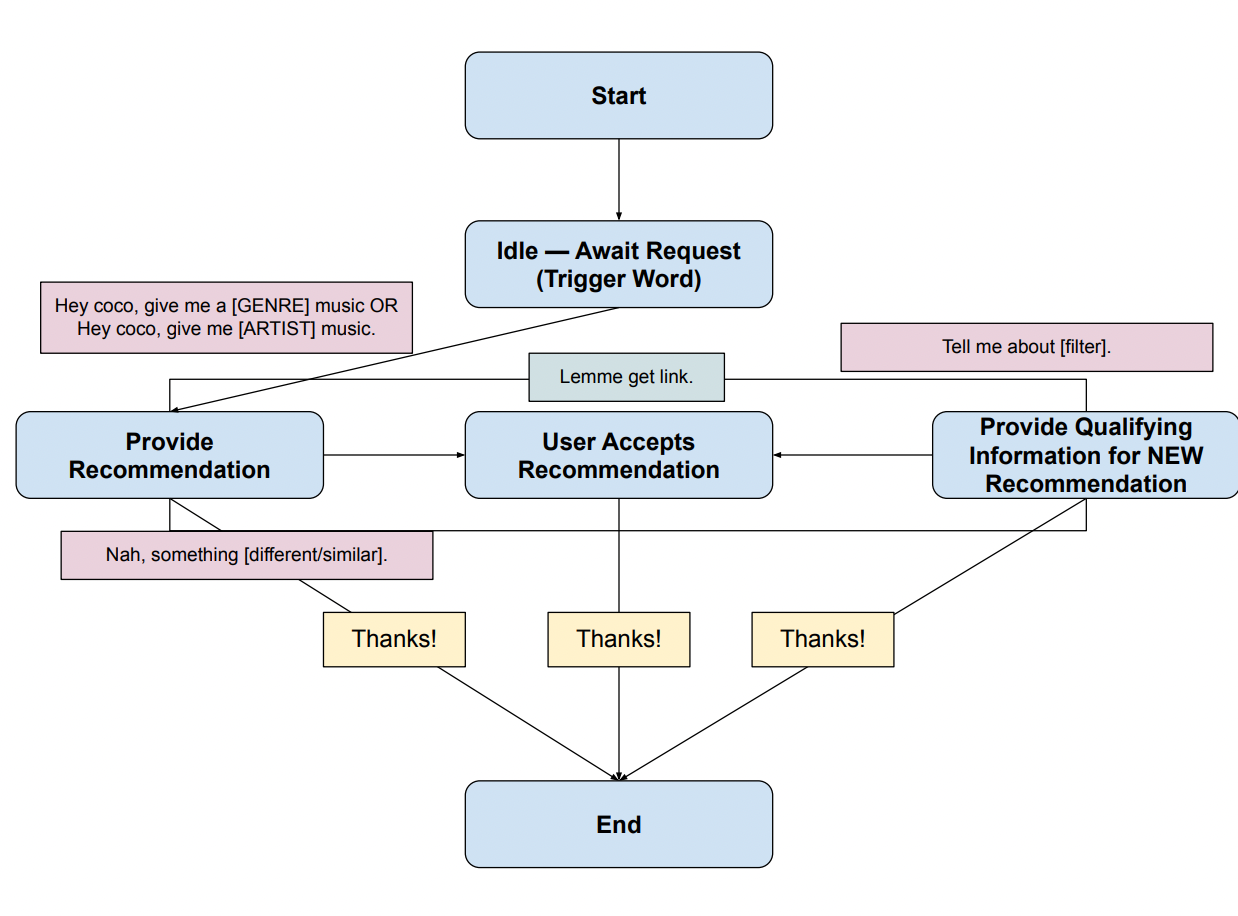 Start
Idle — Await Request
(Trigger Word)
Hey coco, give me a [GENRE] music OR
Hey coco, give me [ARTIST] music.
Tell me about [filter].
Lemme get link.
Provide
Recommendation
User Accepts
Recommendation
Provide Qualifying
Information for NEW
Recommendation
Nah, something [different/similar].
Thanks!
Thanks!
Thanks!
End